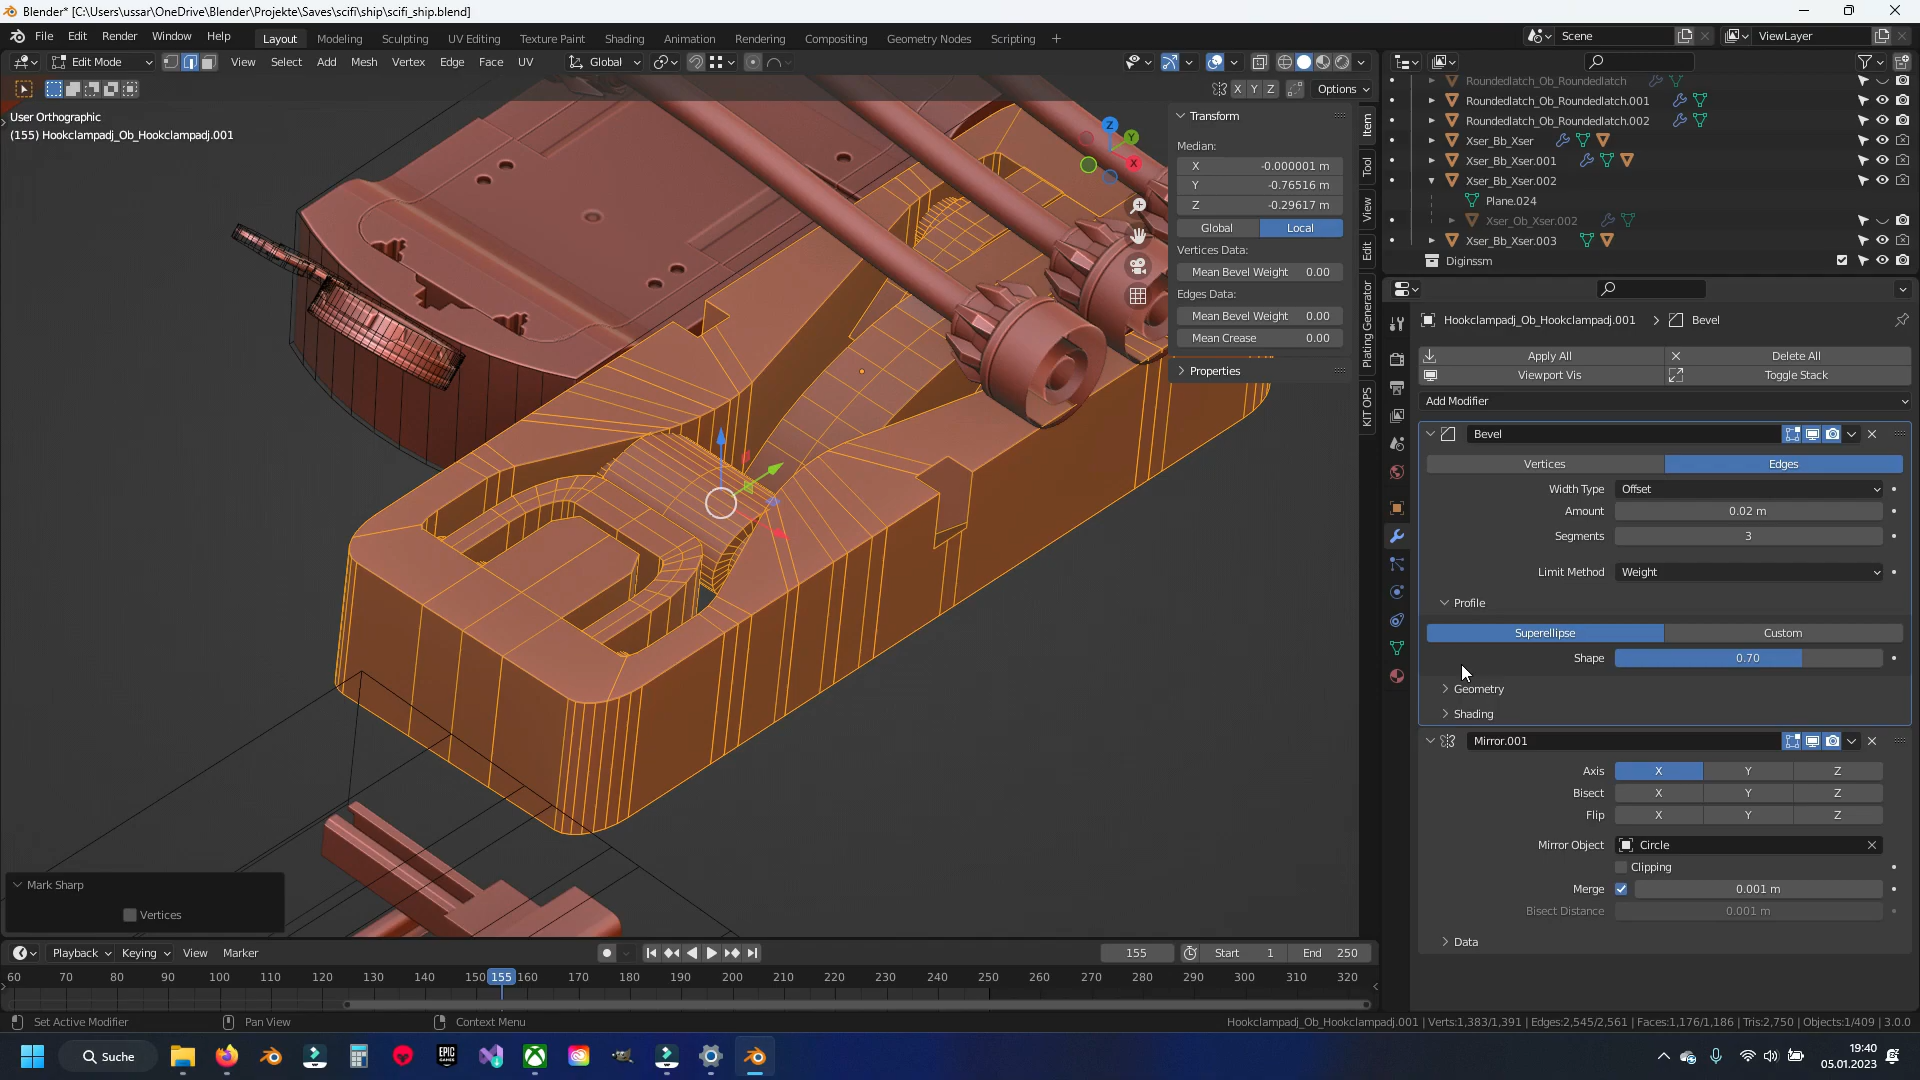 Blender* [C:\Users\ussar\OneDrive\Blender\Projekte\Saves\scifi\ship\scifi_ship.blend]
File Edit Render Window Help Layout Modeling Sculpting UV Editing Texture Paint Shading Animation Rendering Compositing Geometry Nodes Scripting + Scene ViewLayer
Edit Mode View Select Add Mesh Vertex Edge Face UV Global
X Y Z Options
User Orthographic
(155) Hookclampadj_Ob_Hookclampadj.001
Transform
Median:
X -0.000001 m
Y -0.76516 m
Z -0.29617 m
Global Local
Vertices Data:
Mean Bevel Weight 0.00
Edges Data:
Mean Bevel Weight 0.00
Mean Crease 0.00
Properties
Item
Tool
View
Edit
Plating Generator
KIT OPS
Z
Y
X
Roundedlatch_Ob_Roundedlatch
Roundedlatch_Ob_Roundedlatch.001
Roundedlatch_Ob_Roundedlatch.002
Xser_Bb_Xser
Xser_Bb_Xser.001
Xser_Bb_Xser.002
Plane.024
Xser_Ob_Xser.002
Xser_Bb_Xser.003
Diginssm
Hookclampadj_Ob_Hookclampadj.001 > Bevel
Apply All Delete All
Viewport Vis Toggle Stack
Add Modifier
Bevel
Vertices Edges
Width Type Offset
Amount 0.02 m
Segments 3
Limit Method Weight
Profile
Superellipse Custom
Shape 0.70
Geometry
Shading
Mirror.001
Axis X Y Z
Bisect X Y Z
Flip X Y Z
Mirror Object Circle
Clipping
Merge 0.001 m
Bisect Distance 0.001 m
Data
Mark Sharp
Vertices
Playback Keying View Marker 155 Start 1 End 250
60 70 80 90 100 110 120 130 140 150 155 160 170 180 190 200 210 220 230 240 250 260 270 280 290 300 310 320
Set Active Modifier Pan View Context Menu Hookclampadj_Ob_Hookclampadj.001 | Verts:1,383/1,391 | Edges:2,545/2,561 | Faces:1,176/1,186 | Tris:2,750 | Objects:1/409 | 3.0.0
Suche
EPIC GAMES
19:40
05.01.2023